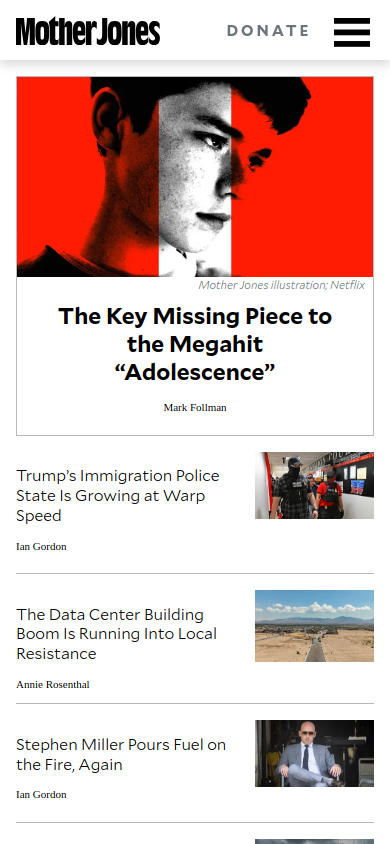 Mother Jones
DONATE
Mother Jones illustration; Netflix
The Key Missing Piece to
the Megahit
“Adolescence”
Mark Follman
Trump’s Immigration Police
State Is Growing at Warp
Speed
Ian Gordon
The Data Center Building
Boom Is Running Into Local
Resistance
Annie Rosenthal
Stephen Miller Pours Fuel on
the Fire, Again
Ian Gordon